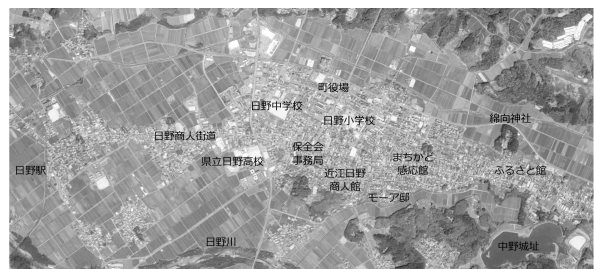 町役場
日野中学校
日野小学校
綿向神社
日野商人街道
保全会
事務局
県立日野高校
まちかど
感応館
日野駅
近江日野
商人館
ふるさと館
モーア邸
日野川
中野城址